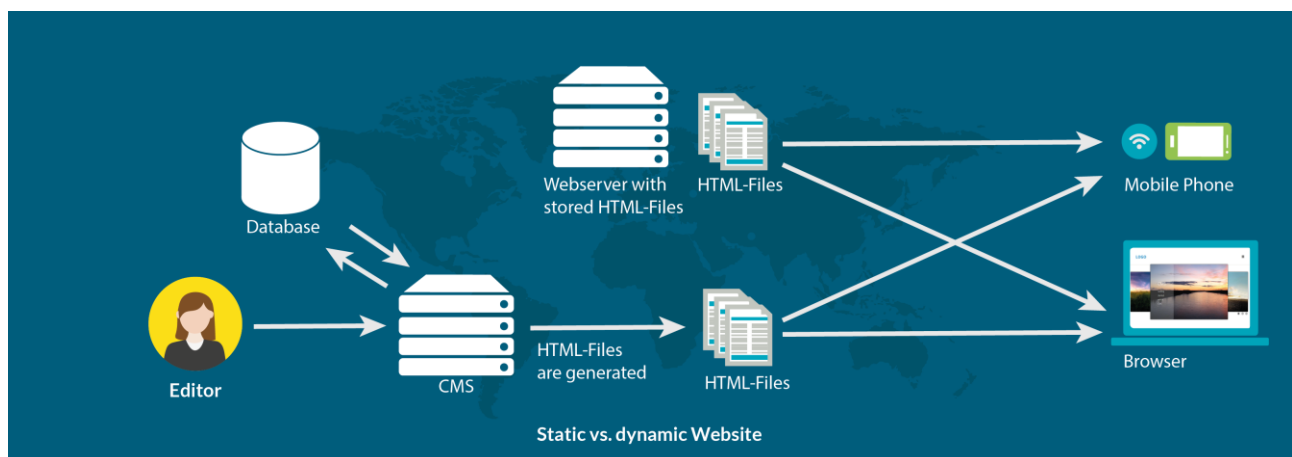 Database
Webserver with
stored HTML-Files
HTML-Files
Mobile Phone
Editor
CMS
HTML-Files
are generated
HTML-Files
Browser
Static vs. dynamic Website